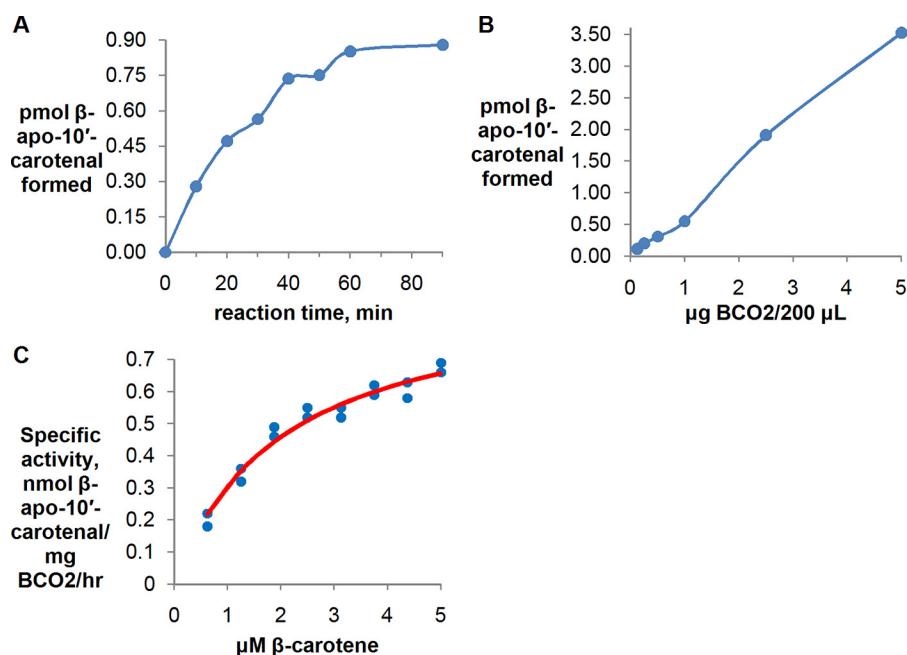 A
pmol β-
apo-10′-
carotenal
formed
0.90
0.75
0.60
0.45
0.30
0.15
0.00
0 20 40 60 80
reaction time, min
B
pmol β-
apo-10′-
carotenal
formed
3.50
3.00
2.50
2.00
1.50
1.00
0.50
0.00
0 1 2 3 4 5
μg BCO2/200 μL
C
Specific
activity,
nmol β-
apo-10′-
carotenal/
mg
BCO2/hr
0.7
0.6
0.5
0.4
0.3
0.2
0.1
0
0 1 2 3 4 5
μM β-carotene